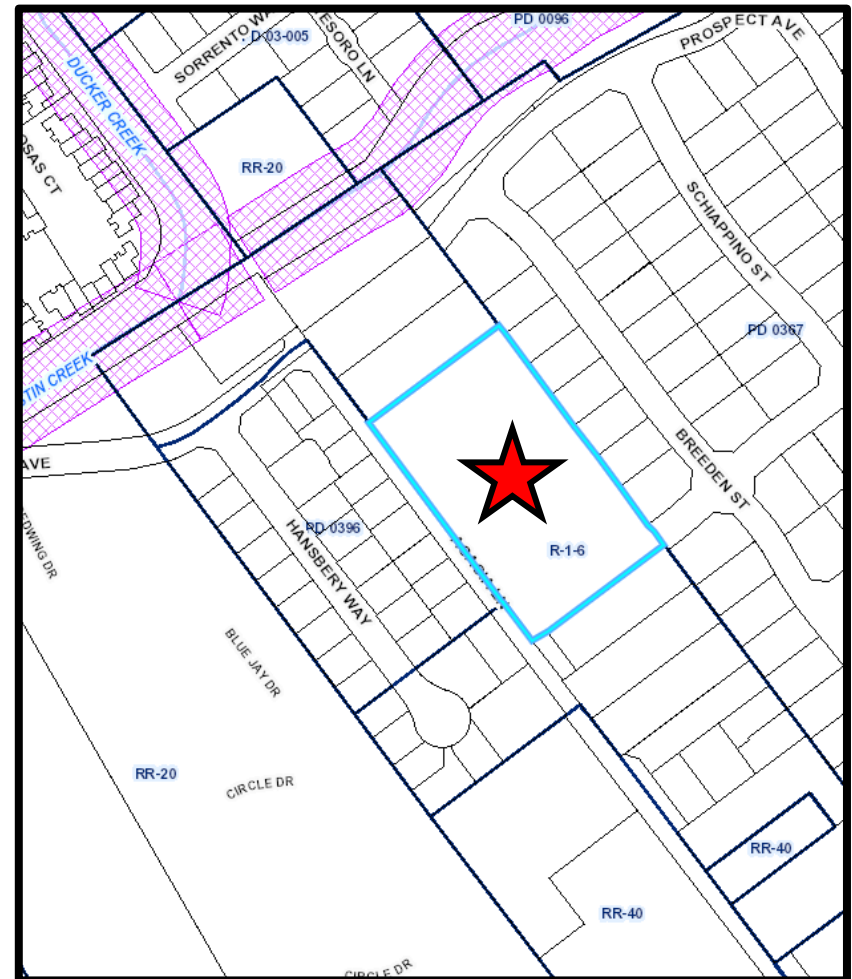 PD 0096
PROSPECT AVE
SORRENTO WA
D 03-005
ESORO LN
DUCKER CREEK
OSAS CT
RR-20
SCHIAPPINO ST
PD 0367
STIN CREEK
AVE
BREEDEN ST
PD 0396
HANSBERY WAY
R-1-6
EDWING DR
BLUE JAY DR
RR-20
CIRCLE DR
RR-40
RR-40
CIRCLE DR